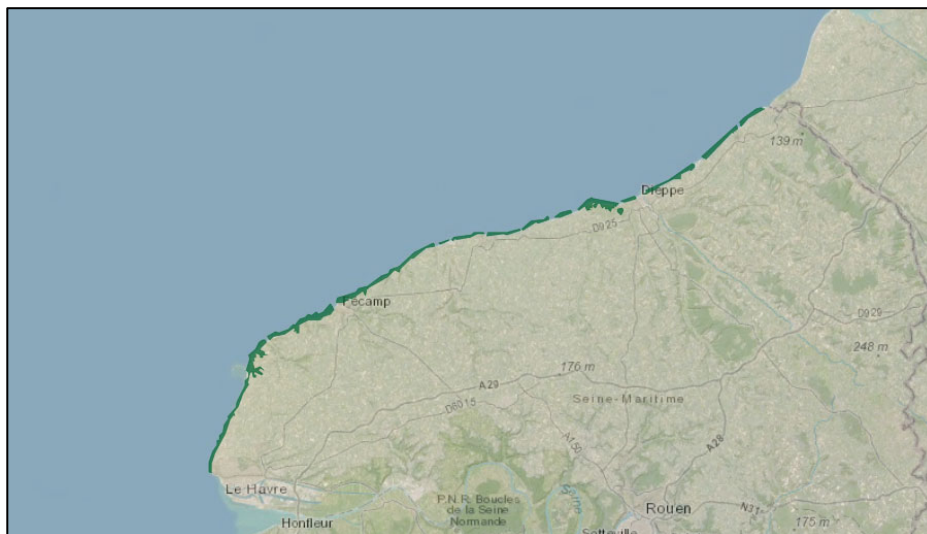 139 m
Dieppe
D925
Fécamp
D929
248 m
176 m
A29
Seine-Maritime
D6015
A28
A150
Le Havre
P.N.R. Boucles
de la Seine
Normande
Seine
Rouen
N31
Honfleur
175 m